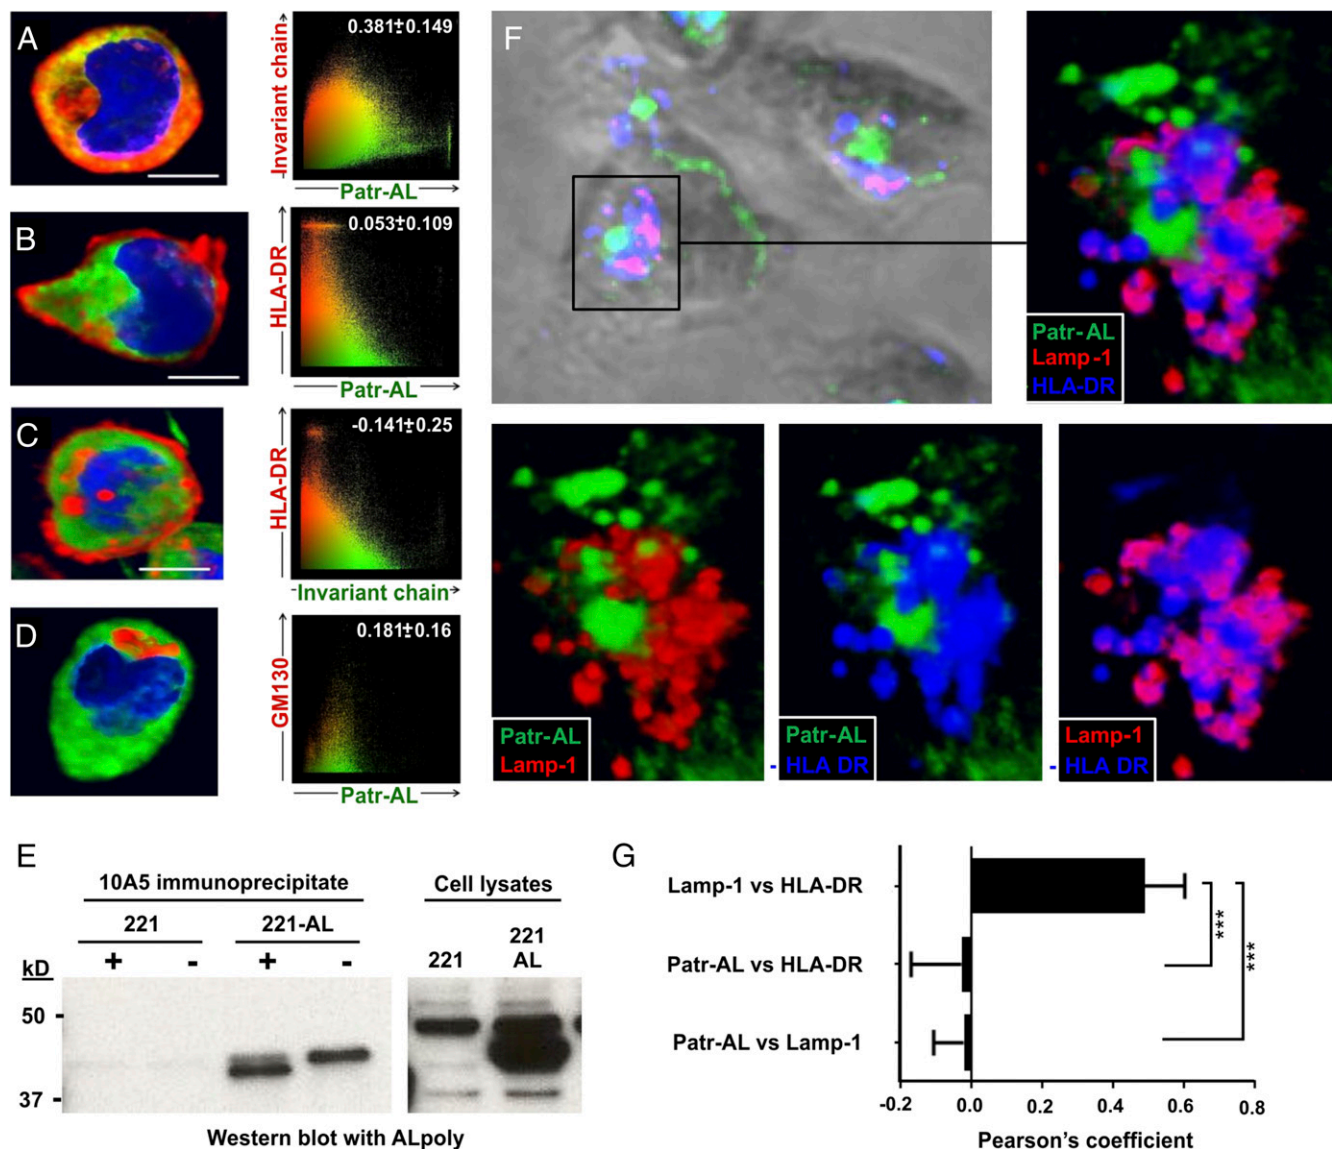 A
Invariant chain
0.381±0.149
Patr-AL
B
HLA-DR
0.053±0.109
Patr-AL
C
HLA-DR
-0.141±0.25
Invariant chain
D
GM130
0.181±0.16
Patr-AL
F
Patr-AL
Lamp-1
HLA-DR
Patr-AL
Lamp-1
Patr-AL
HLA DR
Lamp-1
HLA DR
E
10A5 immunoprecipitate
Cell lysates
221
221-AL
kD
+
-
+
-
221
221
AL
50
37
Western blot with ALpoly
G
Lamp-1 vs HLA-DR
Patr-AL vs HLA-DR
Patr-AL vs Lamp-1
***
***
-0.2
0.0
0.2
0.4
0.6
0.8
Pearson's coefficient